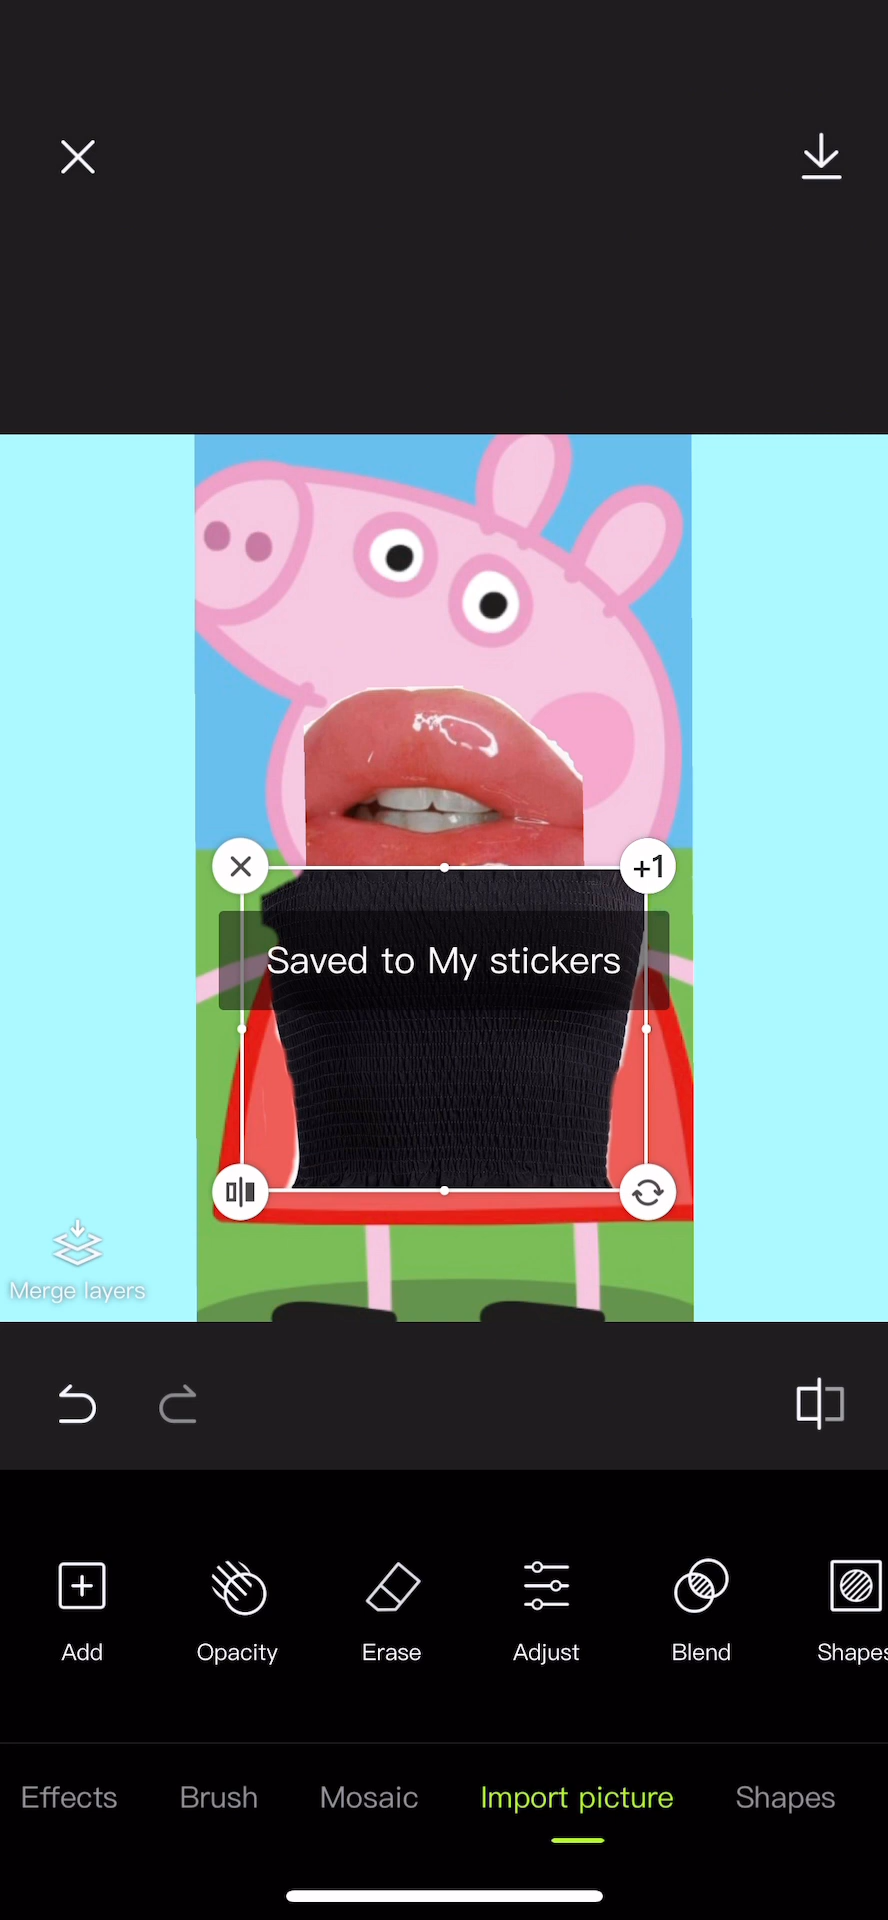 +1
Saved to My stickers
Merge layers
Add
Opacity
Erase
Adjust
Blend
Shapes
Effects
Brush
Mosaic
Import picture
Shapes